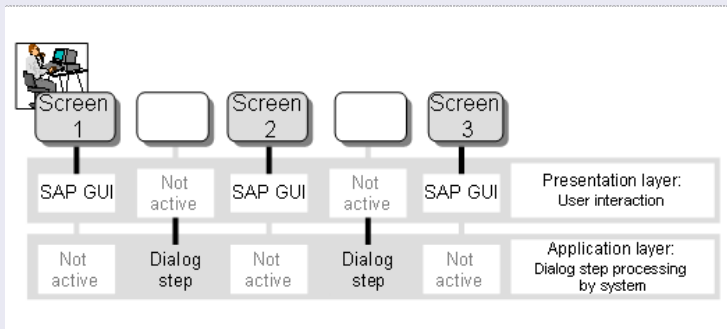 Screen
1
Screen
2
Screen
3
SAP GUI
Not
active
SAP GUI
Not
active
SAP GUI
Presentation layer:
User interaction
Not
active
Dialog
step
Not
active
Dialog
step
Not
active
Application layer:
Dialog step processing
by system